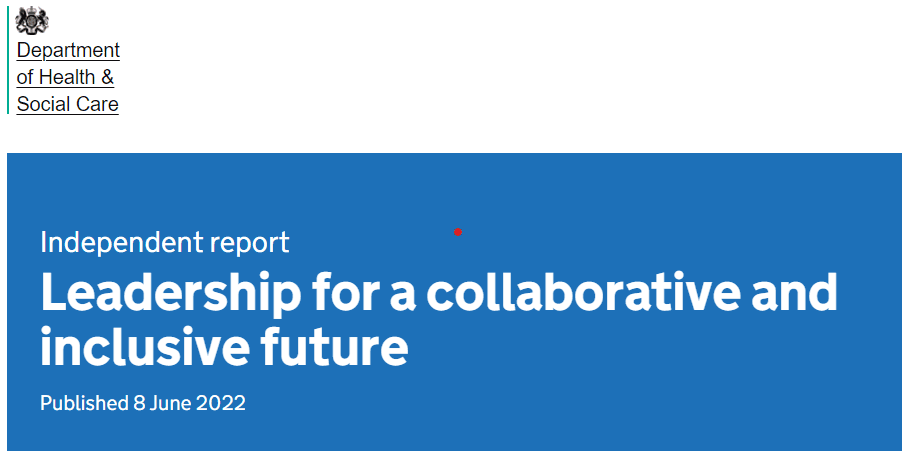 Department
of Health &
Social Care
Independent report
Leadership for a collaborative and
inclusive future
Published 8 June 2022